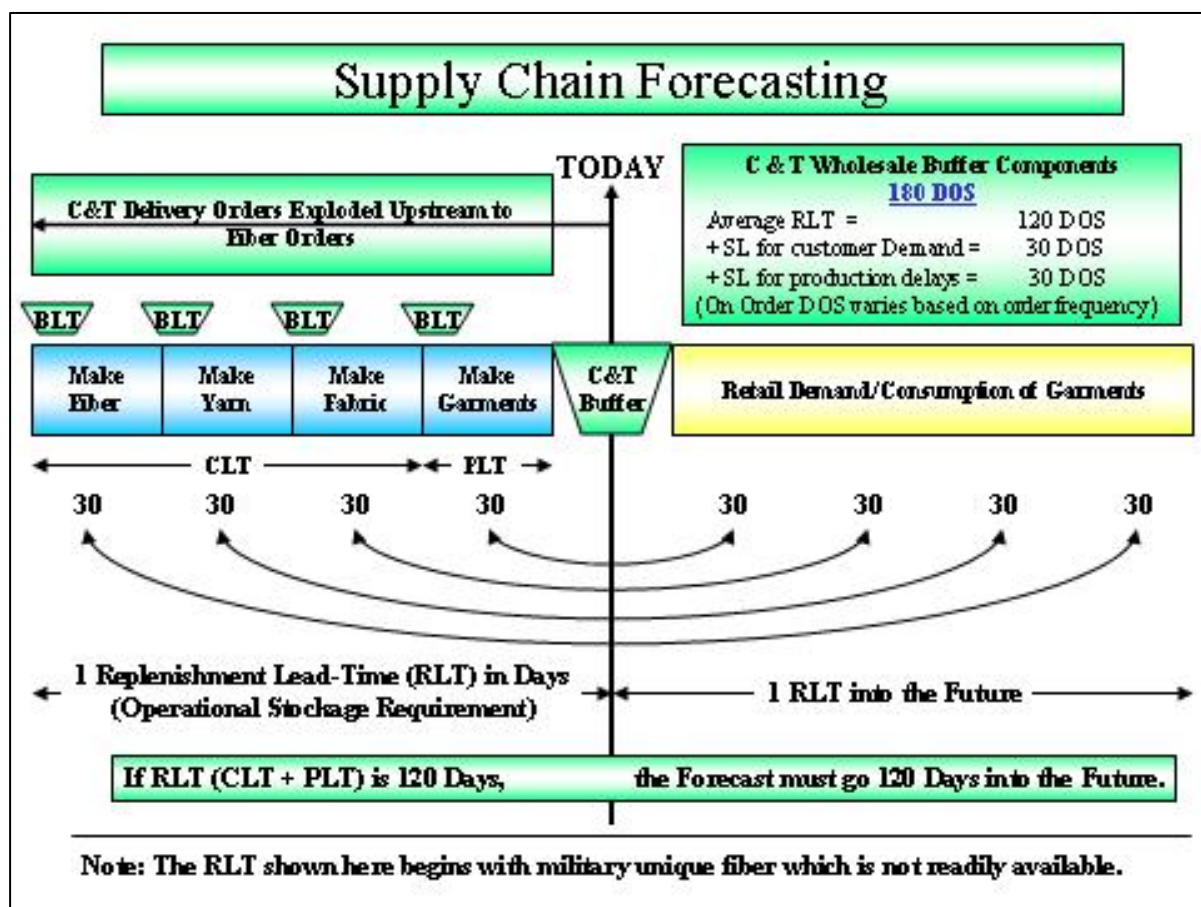 Supply Chain Forecasting
TODAY
C&T Delivery Orders Exploded Upstream to
Fiber Orders
C & T Wholesale Buffer Components
180 DOS
Average RLT = 120 DOS
+ SL for customer Demand = 30 DOS
+ SL for production delays = 30 DOS
(On Order DOS varies based on order frequency)
BLT BLT BLT BLT
Make Make Make Make C&T
Fiber Yarn Fabric Garments Buffer
Retail Demand/Consumption of Garments
CLT PLT
30 30 30 30 30 30 30 30
1 Replenishment Lead-Time (RLT) in Days
(Operational Stockage Requirement)
1 RLT into the Future
If RLT (CLT + PLT) is 120 Days, the Forecast must go 120 Days into the Future.
Note: The RLT shown here begins with military unique fiber which is not readily available.